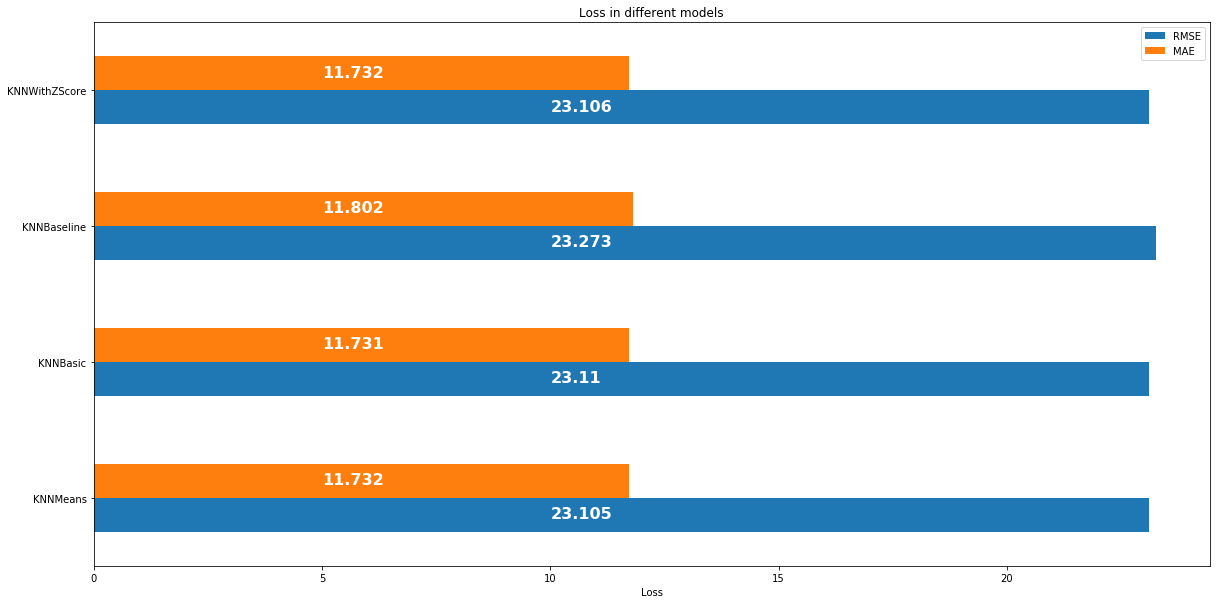 Loss in different models
RMSE
MAE
KNNWithZScore
11.732
23.106
KNNBaseline
11.802
23.273
KNNBasic
11.731
23.11
KNNMeans
11.732
23.105
0 5 10 15 20
Loss